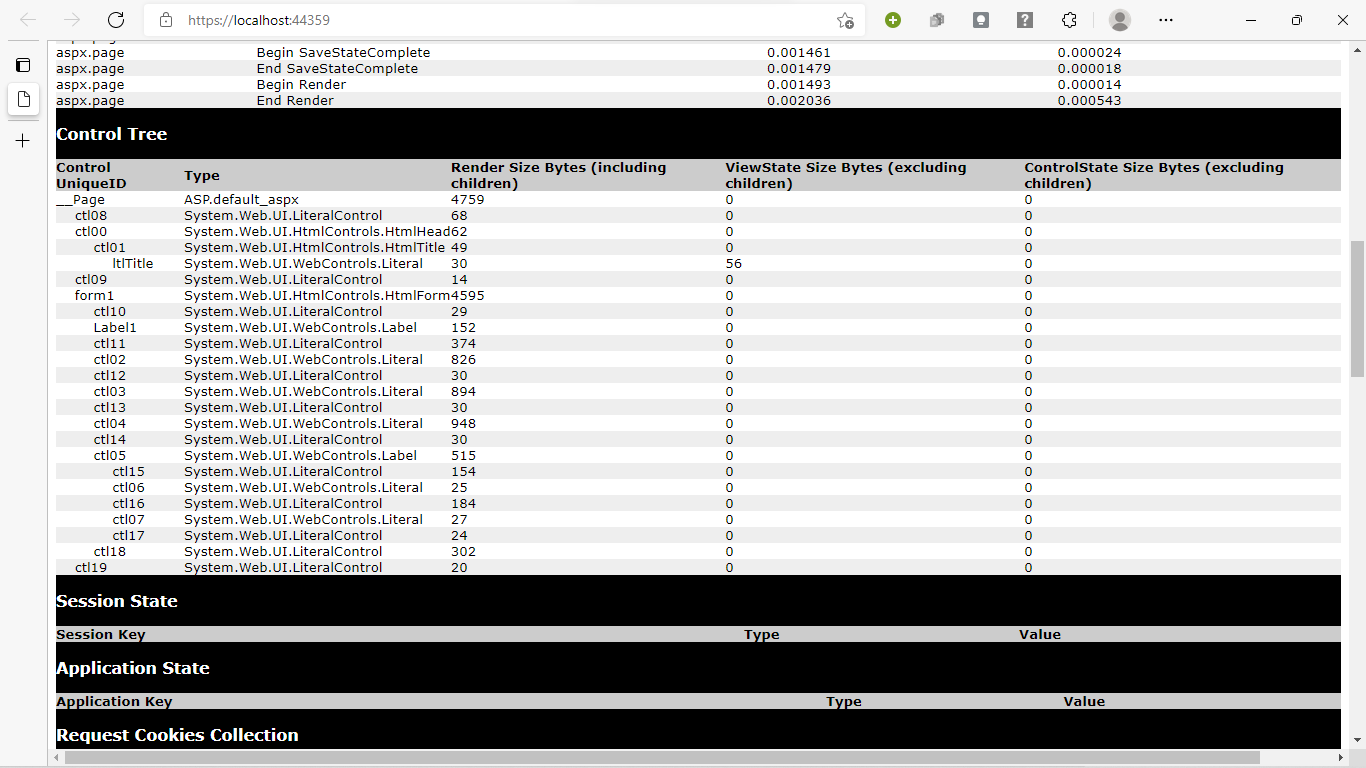 https://localhost:44359
aspx.page Begin SaveStateComplete 0.001461 0.000024
aspx.page End SaveStateComplete 0.001479 0.000018
aspx.page Begin Render 0.001493 0.000014
aspx.page End Render 0.002036 0.000543
Control Tree
Control UniqueID Type Render Size Bytes (including children) ViewState Size Bytes (excluding children) ControlState Size Bytes (excluding children)
__Page ASP.default_aspx 4759 0 0
ctl08 System.Web.UI.LiteralControl 68 0 0
ctl00 System.Web.UI.HtmlControls.HtmlHead 62 0 0
ctl01 System.Web.UI.HtmlControls.HtmlTitle 49 0 0
ltlTitle System.Web.UI.WebControls.Literal 30 56 0
ctl09 System.Web.UI.LiteralControl 14 0 0
form1 System.Web.UI.HtmlControls.HtmlForm 4595 0 0
ctl10 System.Web.UI.LiteralControl 29 0 0
Label1 System.Web.UI.WebControls.Label 152 0 0
ctl11 System.Web.UI.LiteralControl 374 0 0
ctl02 System.Web.UI.WebControls.Literal 826 0 0
ctl12 System.Web.UI.LiteralControl 30 0 0
ctl03 System.Web.UI.WebControls.Literal 894 0 0
ctl13 System.Web.UI.LiteralControl 30 0 0
ctl04 System.Web.UI.WebControls.Literal 948 0 0
ctl14 System.Web.UI.LiteralControl 30 0 0
ctl05 System.Web.UI.WebControls.Label 515 0 0
ctl15 System.Web.UI.LiteralControl 154 0 0
ctl06 System.Web.UI.WebControls.Literal 25 0 0
ctl16 System.Web.UI.LiteralControl 184 0 0
ctl07 System.Web.UI.WebControls.Literal 27 0 0
ctl17 System.Web.UI.LiteralControl 24 0 0
ctl18 System.Web.UI.LiteralControl 302 0 0
ctl19 System.Web.UI.LiteralControl 20 0 0
Session State
Session Key Type Value
Application State
Application Key Type Value
Request Cookies Collection